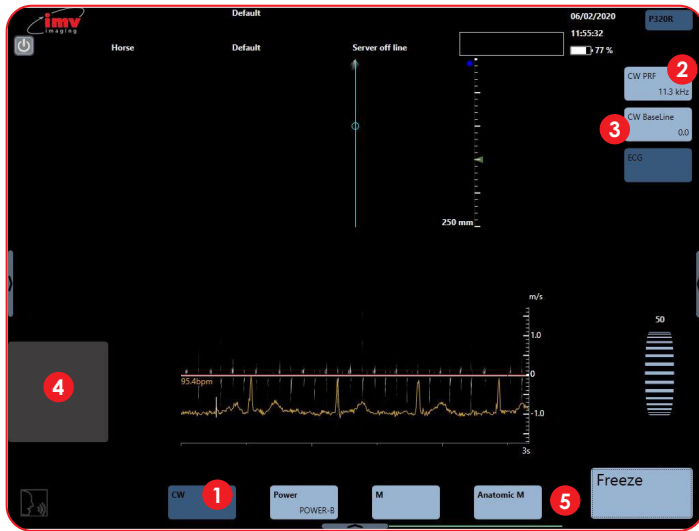 imv
imaging
Default
06/02/2020
P320R
11:55:32
77 %
Horse
Default
Server off line
CW PRF
11.3 kHz
2
CW BaseLine
0.0
3
ECG
250 mm
m/s
1.0
0
-1.0
95.4bpm
3s
50
4
CW
1
Power
POWER-B
M
Anatomic M
5
Freeze